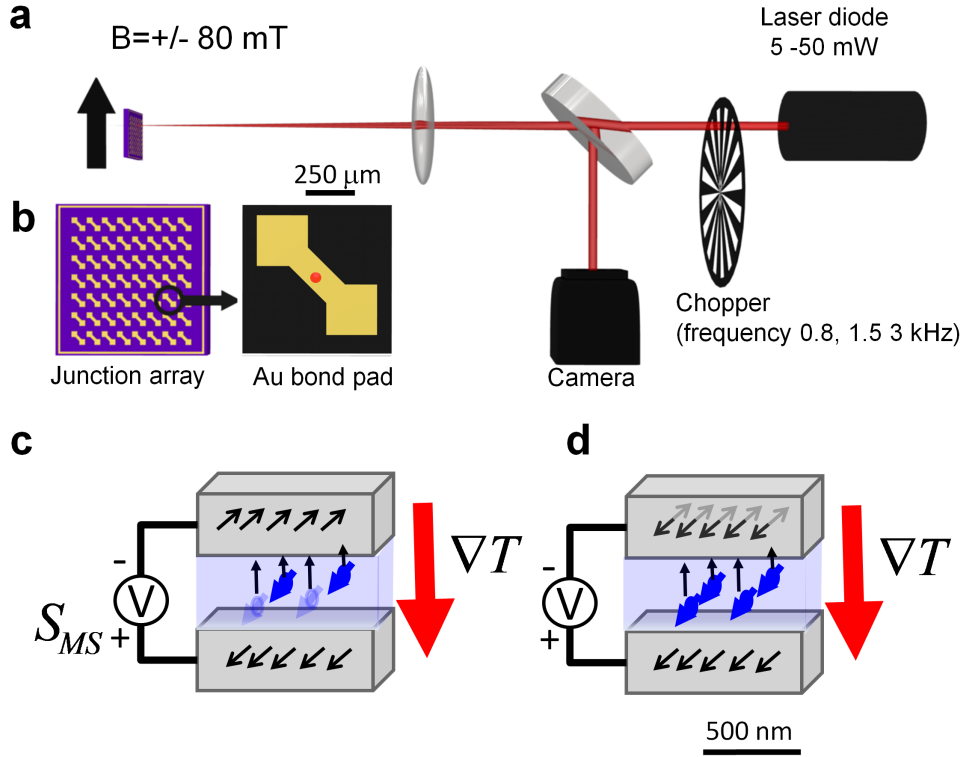 a
B=+/- 80 mT
Laser diode
5 -50 mW
250 μm
b
Chopper
(frequency 0.8, 1.5 3 kHz)
Junction array
Au bond pad
Camera
c
d
-
V
S_MS +
∇T
-
V
+
∇T
500 nm